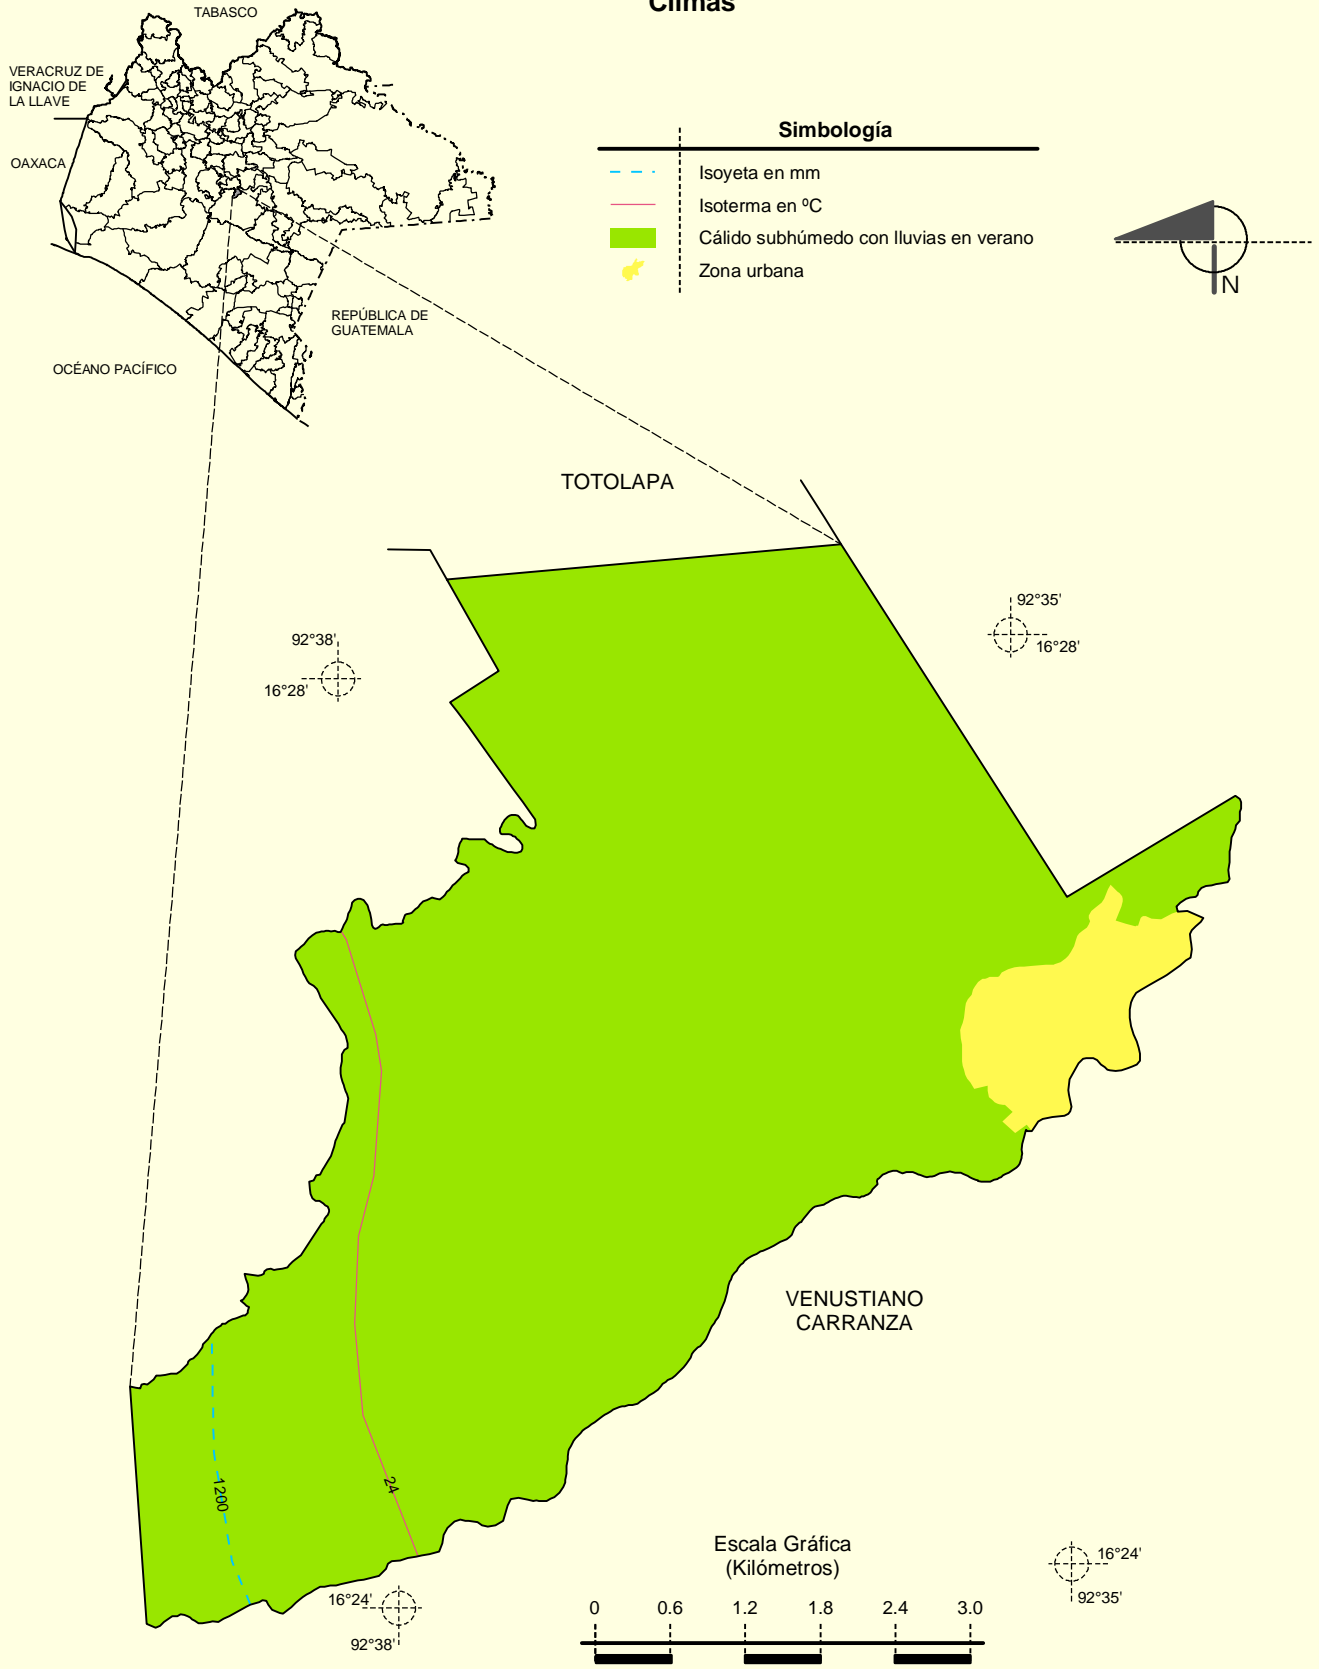 Climas
TABASCO
VERACRUZ DE
IGNACIO DE
LA LLAVE
OAXACA
REPÚBLICA DE
GUATEMALA
OCÉANO PACÍFICO
Simbología
Isoyeta en mm
Isoterma en ºC
Cálido subhúmedo con lluvias en verano
Zona urbana
N
TOTOLAPA
92°35'
16°28'
92°38'
16°28'
VENUSTIANO
CARRANZA
1200
24
Escala Gráfica
(Kilómetros)
0 0.6 1.2 1.8 2.4 3.0
16°24'
92°35'
16°24'
92°38'